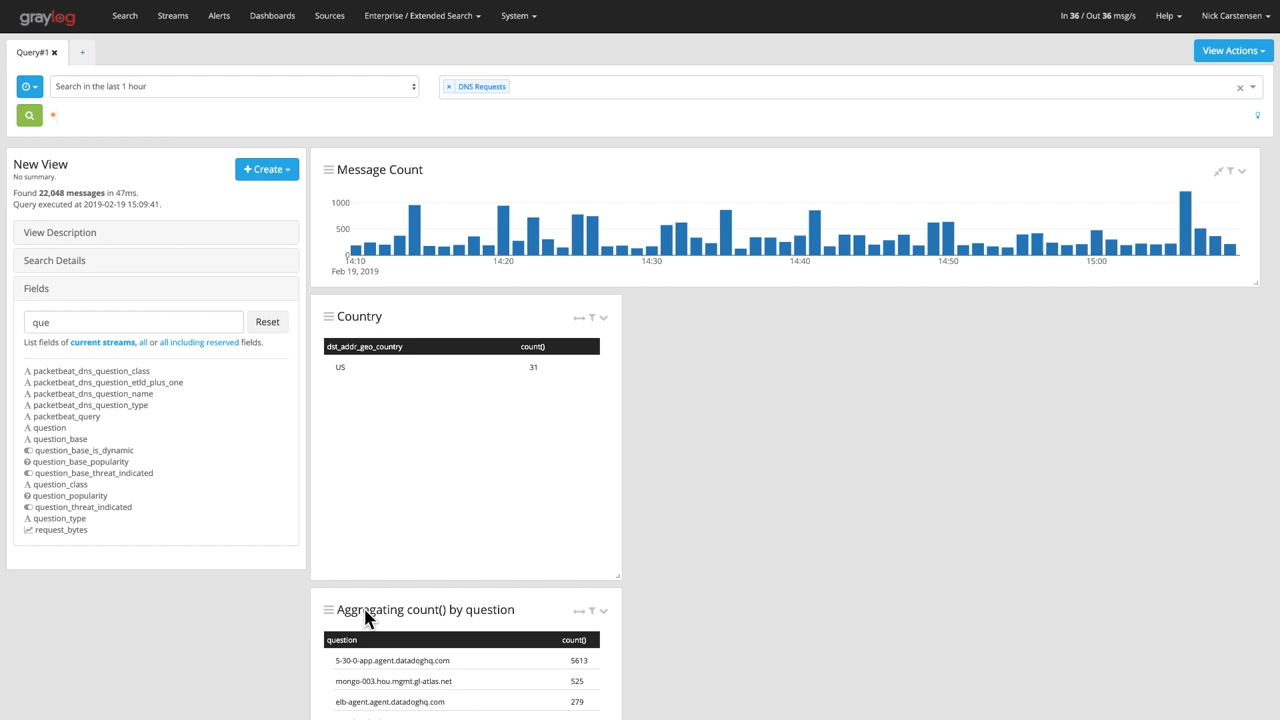 graylog Search Streams Alerts Dashboards Sources Enterprise / Extended Search System In 36 / Out 36 msg/s Help Nick Carstensen
Query#1 ✖ + View Actions
Search in the last 1 hour × DNS Requests
*
New View
No summary.
+ Create
Found 22,048 messages in 47ms.
Query executed at 2019-02-19 15:09:41.
View Description
Search Details
Fields
que Reset
List fields of current streams, all or all including reserved fields.
packetbeat_dns_question_class
packetbeat_dns_question_etld_plus_one
packetbeat_dns_question_name
packetbeat_dns_question_type
packetbeat_query
question
question_base
question_base_is_dynamic
question_base_popularity
question_base_threat_indicated
question_class
question_popularity
question_threat_indicated
question_type
request_bytes
Message Count
1000
500
0
14:10 14:20 14:30 14:40 14:50 15:00
Feb 19, 2019
Country
dst_addr_geo_country count()
US 31
Aggregating count() by question
question count()
5-30-0-app.agent.datadoghq.com 5613
mongo-003.hou.mgmt.gl-atlas.net 525
elb-agent.agent.datadoghq.com 279